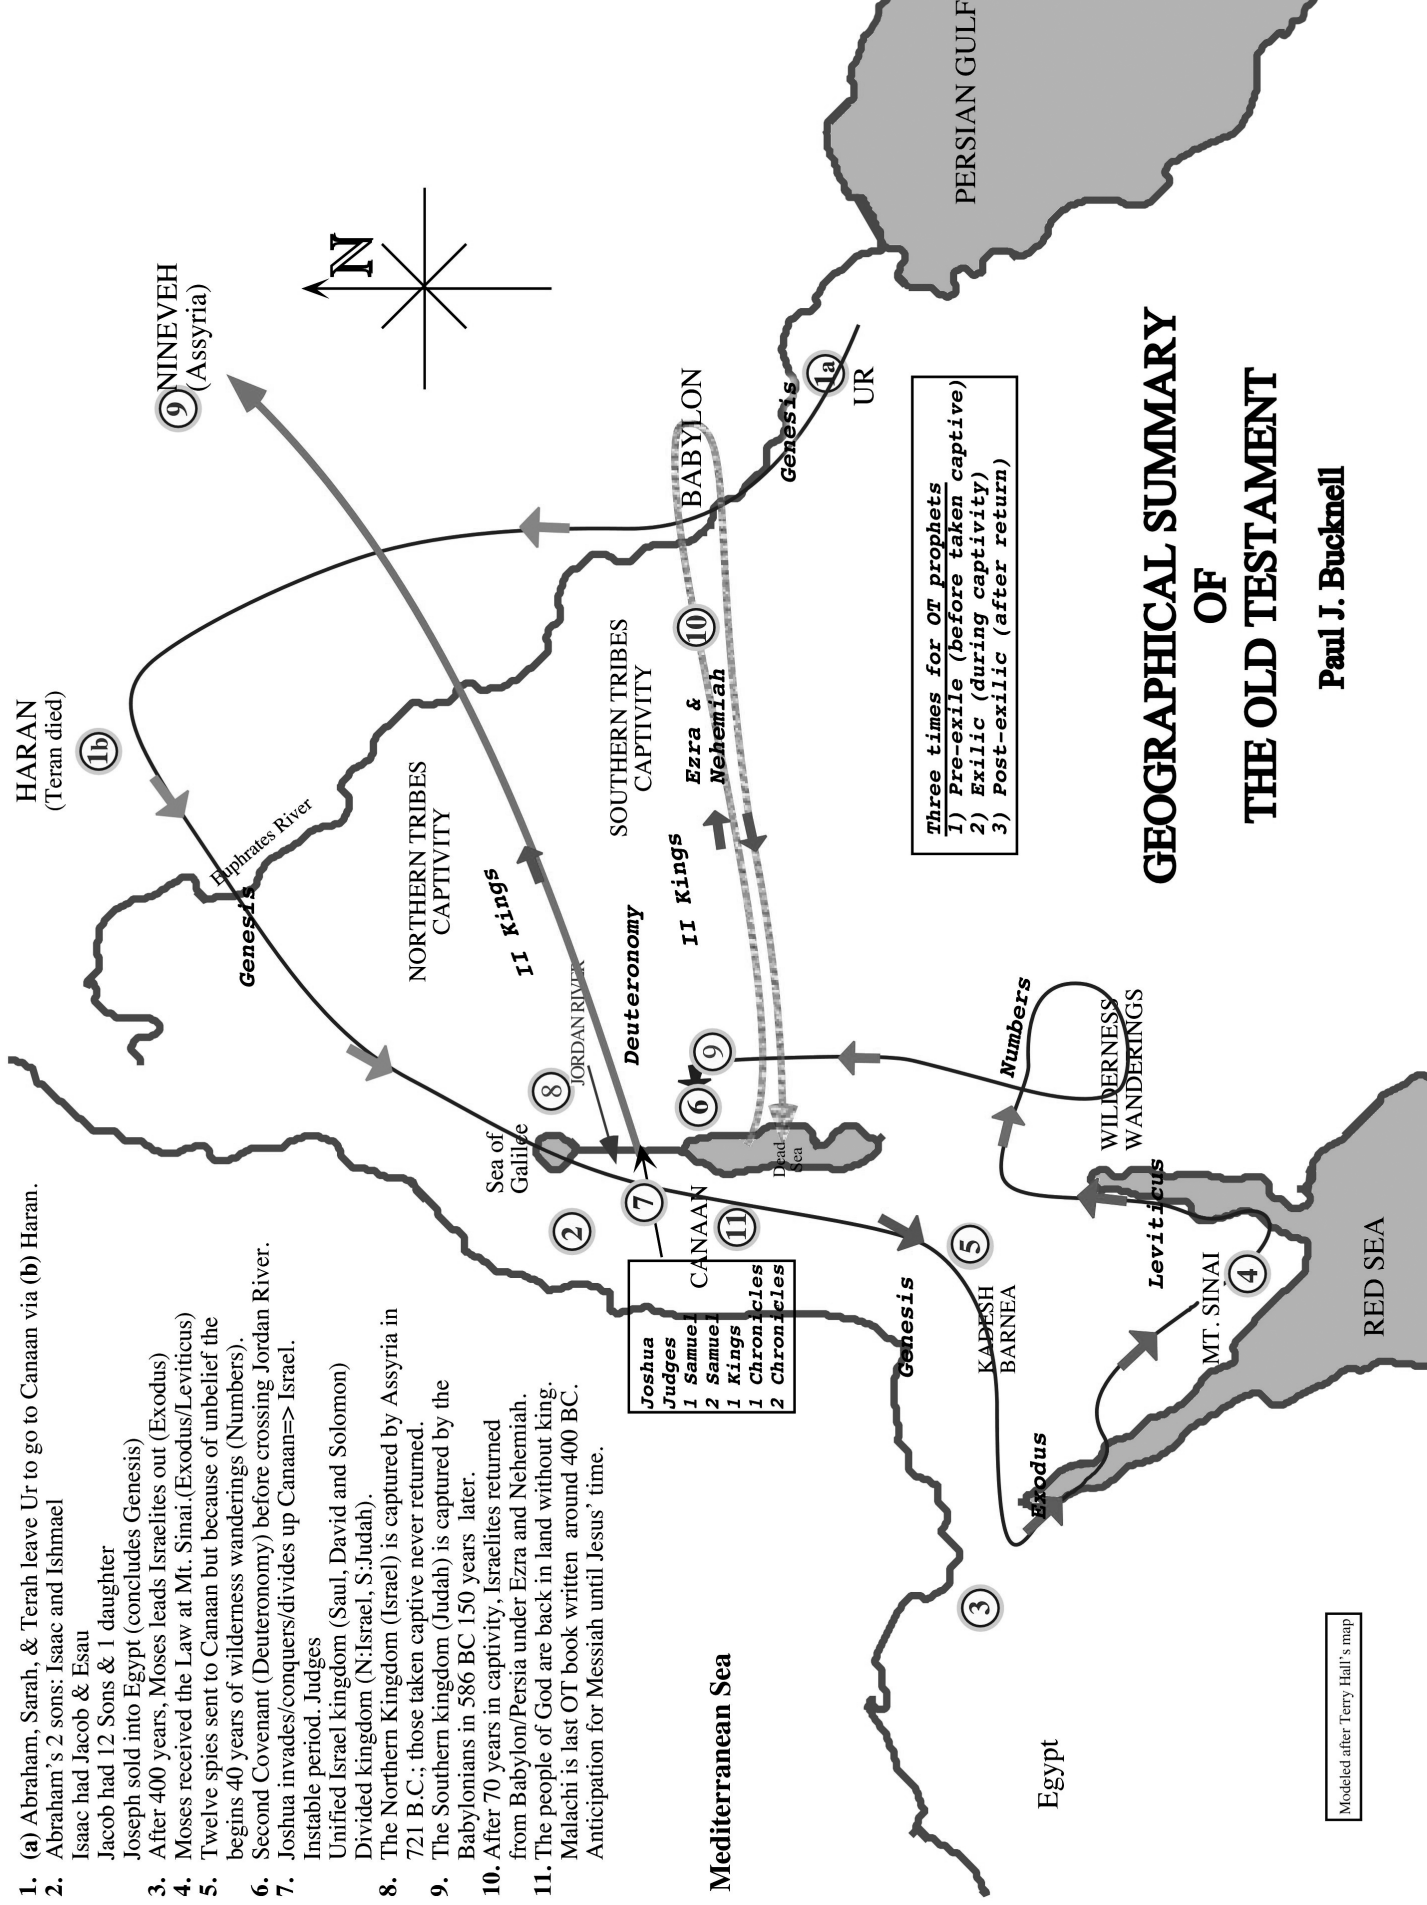 1. (a) Abraham, Sarah, & Terah leave Ur to go to Canaan via (b) Haran.
2. Abraham's 2 sons: Isaac and Ishmael
Isaac had Jacob & Esau
Jacob had 12 Sons & 1 daughter
Joseph sold into Egypt (concludes Genesis)
3. After 400 years, Moses leads Israelites out (Exodus)
4. Moses received the Law at Mt. Sinai.(Exodus/Leviticus)
5. Twelve spies sent to Canaan but because of unbelief the
begins 40 years of wilderness wanderings (Numbers).
6. Second Covenant (Deuteronomy) before crossing Jordan River.
7. Joshua invades/conquers/divides up Canaan=> Israel.
Instable period. Judges
Unified Israel kingdom (Saul, David and Solomon)
Divided kingdom (N:Israel, S:Judah).
8. The Northern Kingdom (Israel) is captured by Assyria in
721 B.C.; those taken captive never returned.
9. The Southern kingdom (Judah) is captured by the
Babylonians in 586 BC 150 years later.
10. After 70 years in captivity, Israelites returned
from Babylon/Persia under Ezra and Nehemiah.
11. The people of God are back in land without king.
Malachi is last OT book written around 400 BC.
Anticipation for Messiah until Jesus' time.
HARAN
(Teran died)
1b
9
NINEVEH
(Assyria)
N
Euphrates River
Genesis
NORTHERN TRIBES
CAPTIVITY
II Kings
JORDAN RIVER
8
Sea of
Galilee
2
Deuteronomy
SOUTHERN TRIBES
CAPTIVITY
II Kings
Ezra &
Nehemiah
10
BABYLON
Genesis
1a
UR
PERSIAN GULF
7
6
9
CANAAN
11
Dead
Sea
Joshua
Judges
1 Samuel
2 Samuel
1 Kings
1 Chronicles
2 Chronicles
Mediterranean Sea
Genesis
5
KADESH
BARNEA
Numbers
WILDERNESS
WANDERINGS
Exodus
3
Leviticus
MT. SINAI
4
Egypt
RED SEA
Three times for OT prophets
1) Pre-exile (before taken captive)
2) Exilic (during captivity)
3) Post-exilic (after return)
GEOGRAPHICAL SUMMARY
OF
THE OLD TESTAMENT
Paul J. Bucknell
Modeled after Terry Hall's map